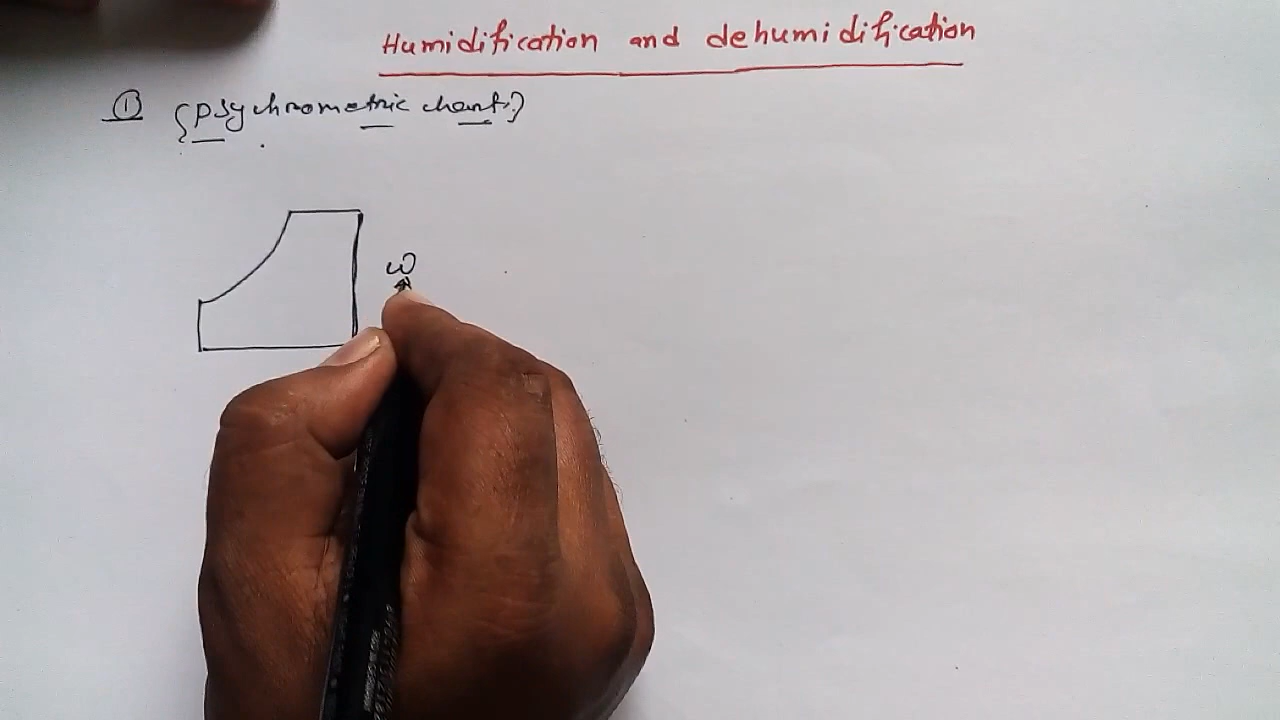 Humidification and dehumidification
① {psychrometric chart}
ω